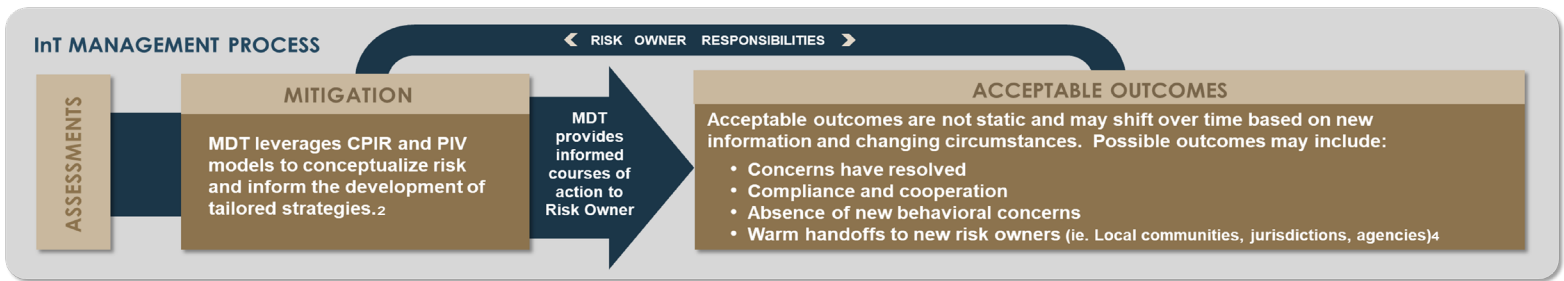 InT MANAGEMENT PROCESS
RISK OWNER RESPONSIBILITIES
ASSESSMENTS
MITIGATION
MDT leverages CPIR and PIV
models to conceptualize risk
and inform the development of
tailored strategies.2
MDT
provides
informed
courses of
action to
Risk Owner
ACCEPTABLE OUTCOMES
Acceptable outcomes are not static and may shift over time based on new
information and changing circumstances. Possible outcomes may include:
• Concerns have resolved
• Compliance and cooperation
• Absence of new behavioral concerns
• Warm handoffs to new risk owners (ie. Local communities, jurisdictions, agencies)4